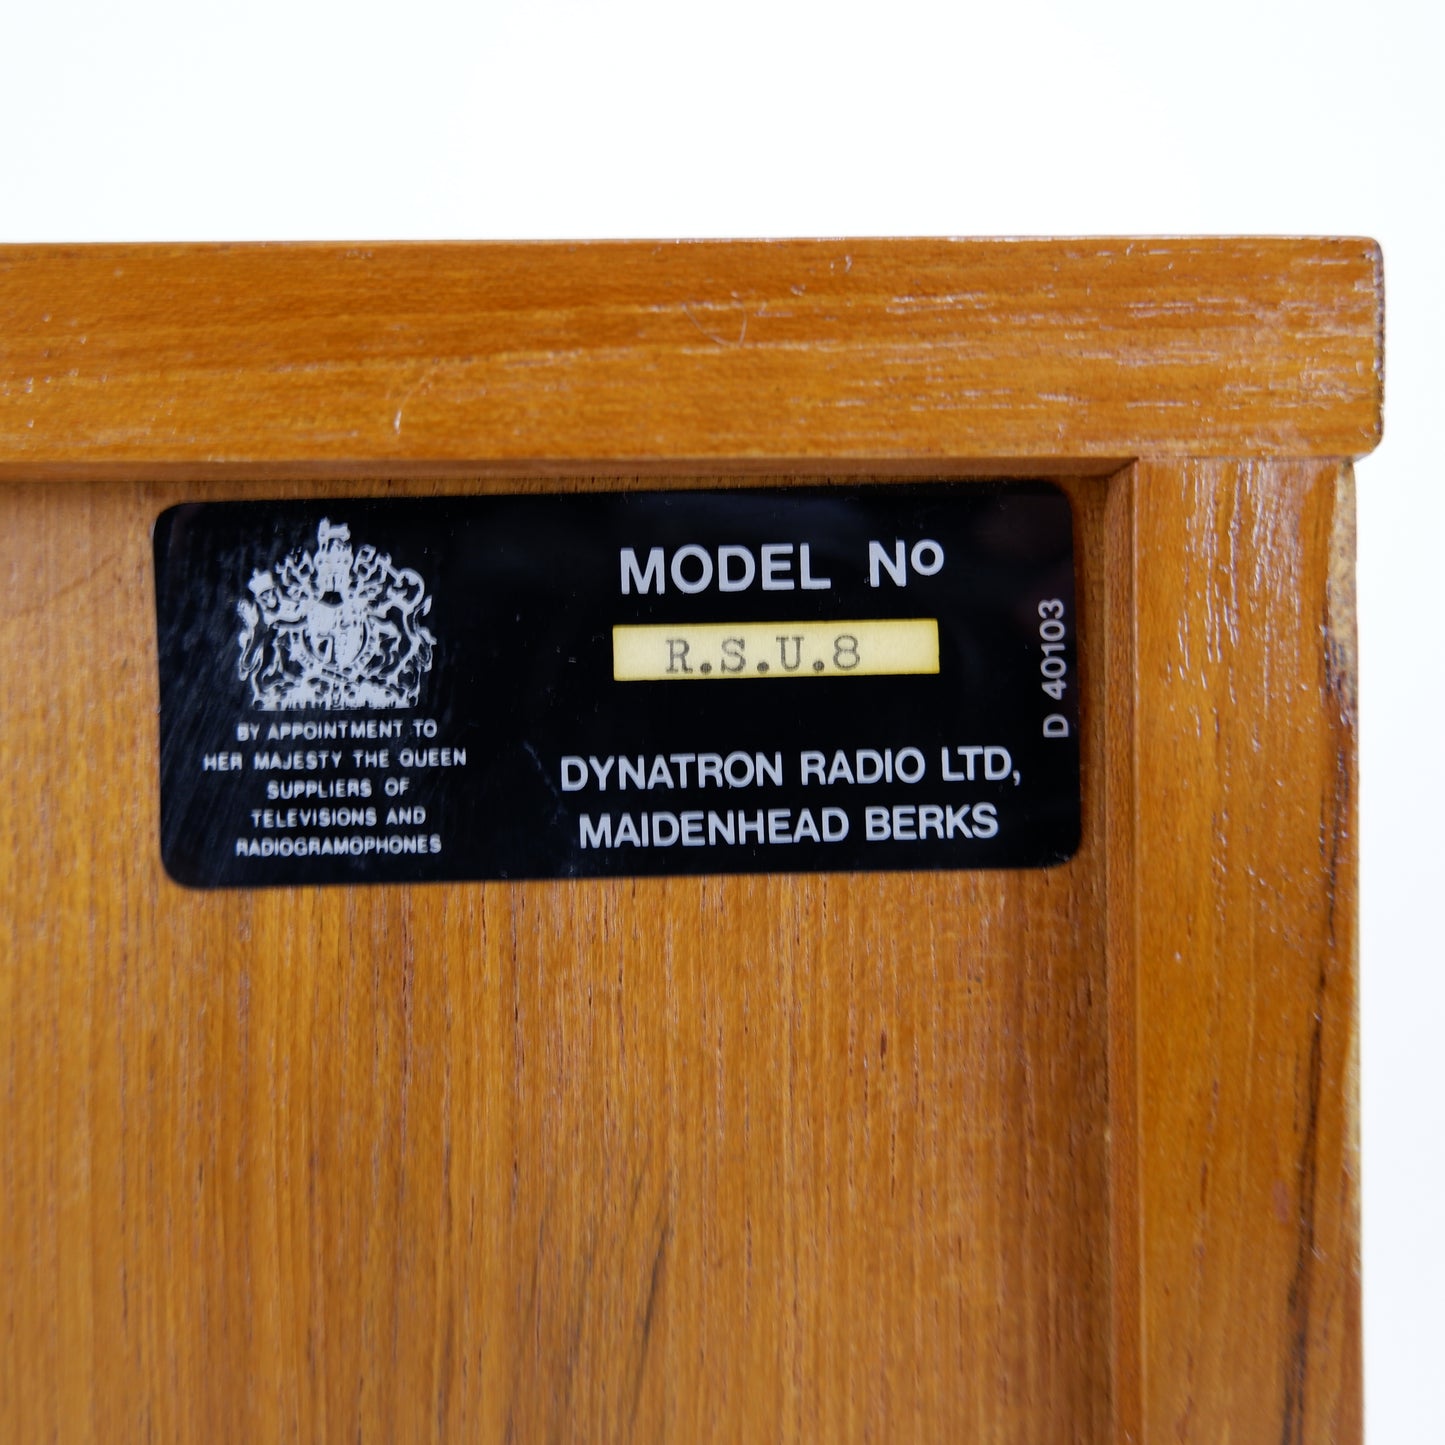 BY APPOINTMENT TO
HER MAJESTY THE QUEEN
SUPPLIERS OF
TELEVISIONS AND
RADIOGRAMOPHONES
MODEL Nº
R.S.U.8
DYNATRON RADIO LTD,
MAIDENHEAD BERKS
D 40103